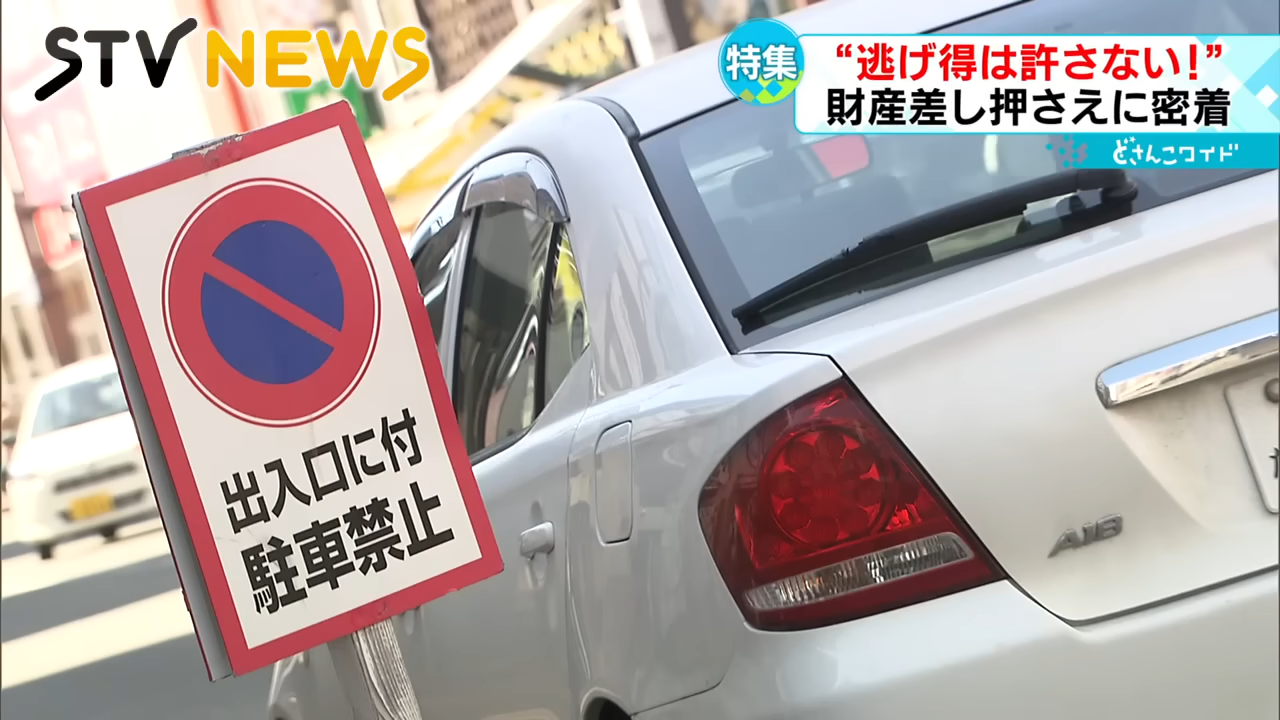 STV NEWS
特集
“逃げ得は許さない！”
財産差し押さえに密着
どさんこワイド
出入口に付
駐車禁止
A18